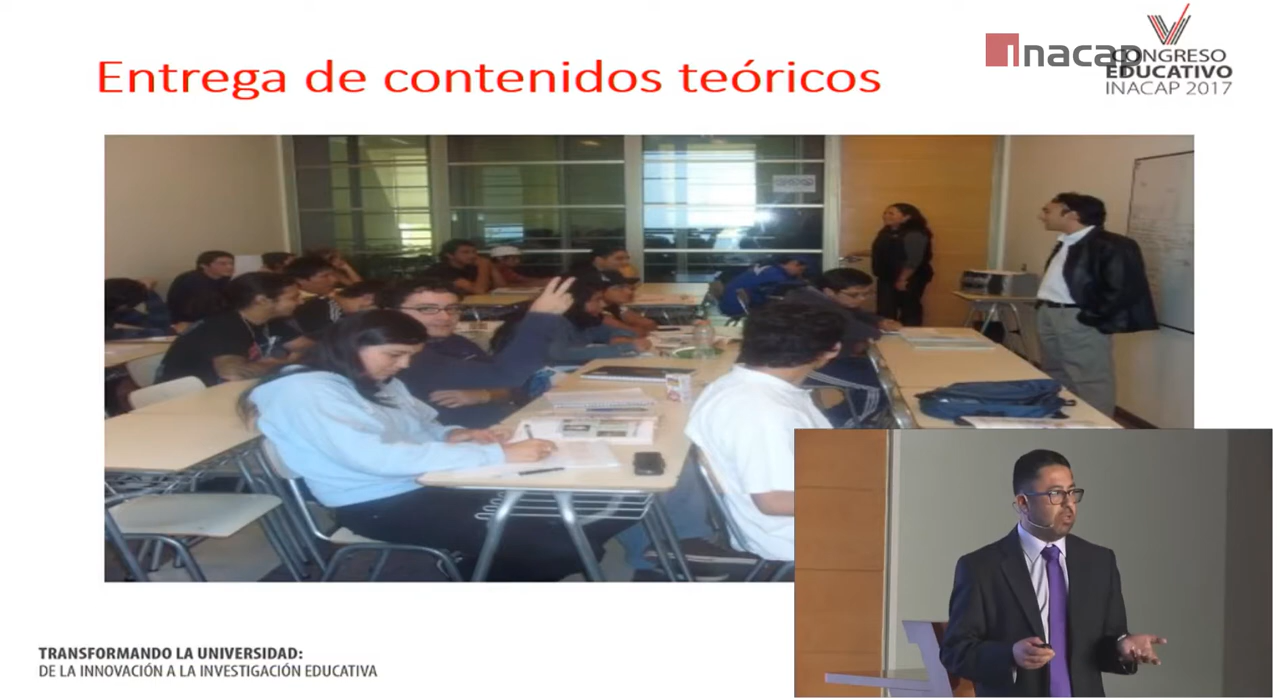 Entrega de contenidos teóricos
inacap
CONGRESO
EDUCATIVO
INACAP 2017
TRANSFORMANDO LA UNIVERSIDAD:
DE LA INNOVACIÓN A LA INVESTIGACIÓN EDUCATIVA